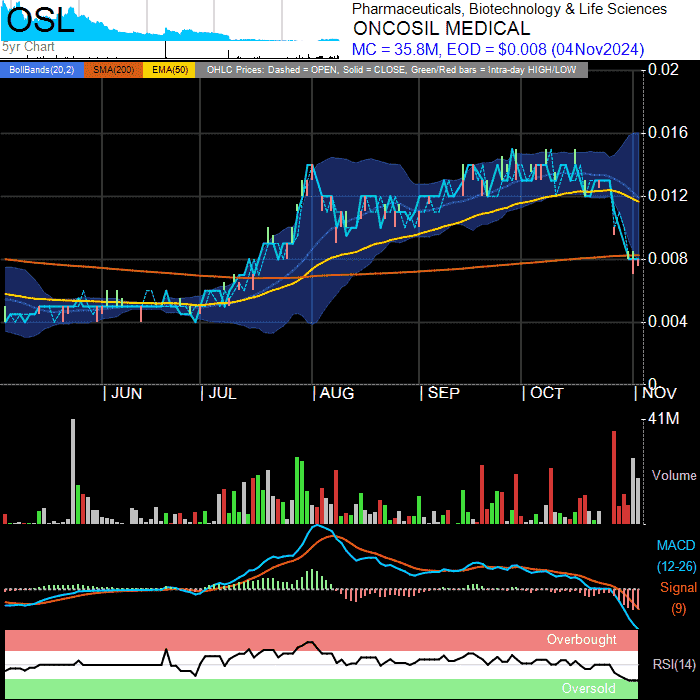 OSL
5yr Chart
Pharmaceuticals, Biotechnology & Life Sciences
ONCOSIL MEDICAL
MC = 35.8M, EOD = $0.008 (04Nov2024)
BollBands(20,2) SMA(200) EMA(50) OHLC Prices: Dashed = OPEN, Solid = CLOSE, Green/Red bars = Intra-day HIGH/LOW
0.02
0.016
0.012
0.008
0.004
0
JUN JUL AUG SEP OCT NOV
41M
Volume
MACD
(12-26)
Signal
(9)
Overbought
RSI(14)
Oversold